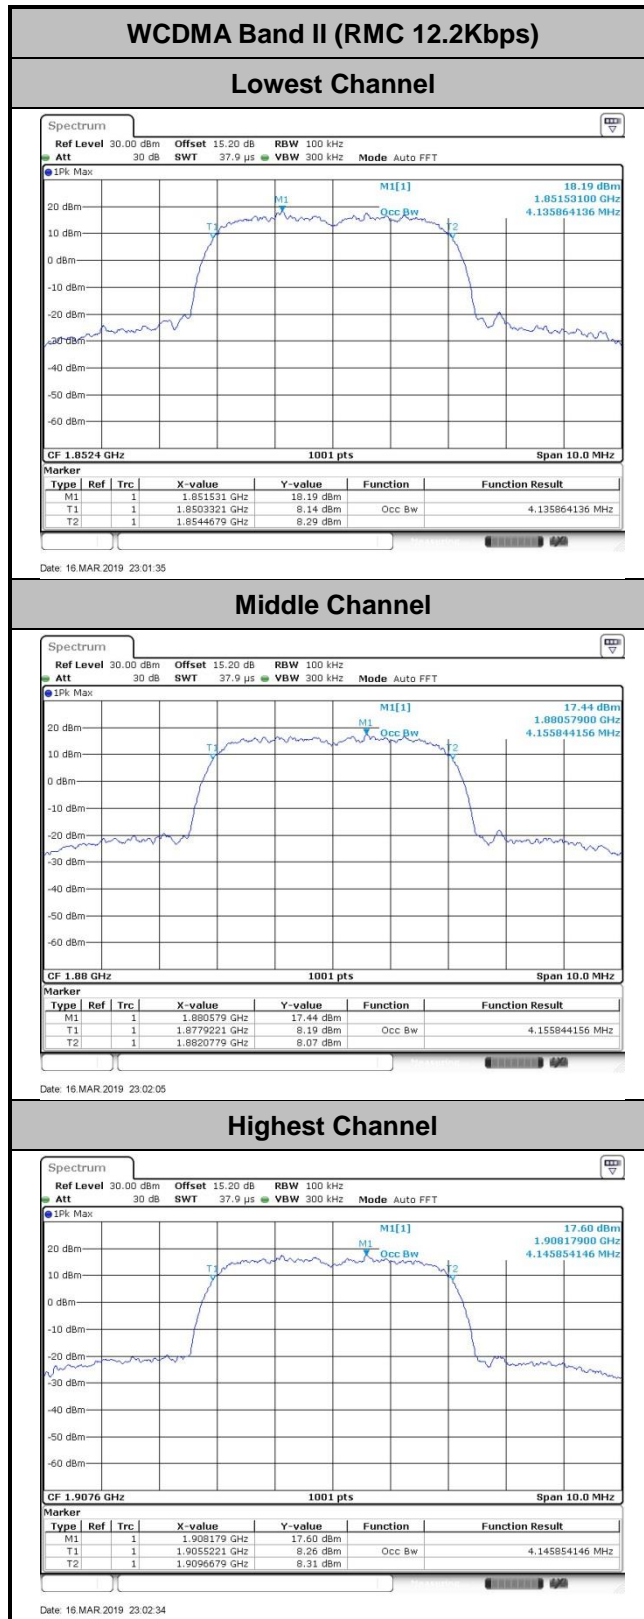 WCDMA Band II (RMC 12.2Kbps)
Lowest Channel
Spectrum
Ref Level 30.00 dBm Offset 15.20 dB RBW 100 kHz
Att 30 dB SWT 37.9 µs VBW 300 kHz Mode Auto FFT
1Pk Max
M1[1] 18.19 dBm
1.85153100 GHz
Occ Bw 4.135864136 MHz
M1
T1
T2
20 dBm
10 dBm
0 dBm
-10 dBm
-20 dBm
-30 dBm
-40 dBm
-50 dBm
-60 dBm
CF 1.8524 GHz 1001 pts Span 10.0 MHz
Marker
Type Ref Trc X-value Y-value Function Function Result
M1 1 1.851531 GHz 18.19 dBm
T1 1 1.8503321 GHz 8.14 dBm Occ Bw 4.135864136 MHz
T2 1 1.8544679 GHz 8.29 dBm
Date: 16.MAR.2019 23:01:35
Middle Channel
Spectrum
Ref Level 30.00 dBm Offset 15.20 dB RBW 100 kHz
Att 30 dB SWT 37.9 µs VBW 300 kHz Mode Auto FFT
1Pk Max
M1[1] 17.44 dBm
1.88057900 GHz
Occ Bw 4.155844156 MHz
M1
T1
T2
20 dBm
10 dBm
0 dBm
-10 dBm
-20 dBm
-30 dBm
-40 dBm
-50 dBm
-60 dBm
CF 1.88 GHz 1001 pts Span 10.0 MHz
Marker
Type Ref Trc X-value Y-value Function Function Result
M1 1 1.880579 GHz 17.44 dBm
T1 1 1.8779221 GHz 8.19 dBm Occ Bw 4.155844156 MHz
T2 1 1.8820779 GHz 8.07 dBm
Date: 16.MAR.2019 23:02:05
Highest Channel
Spectrum
Ref Level 30.00 dBm Offset 15.20 dB RBW 100 kHz
Att 30 dB SWT 37.9 µs VBW 300 kHz Mode Auto FFT
1Pk Max
M1[1] 17.60 dBm
1.90817900 GHz
Occ Bw 4.145854146 MHz
M1
T1
T2
20 dBm
10 dBm
0 dBm
-10 dBm
-20 dBm
-30 dBm
-40 dBm
-50 dBm
-60 dBm
CF 1.9076 GHz 1001 pts Span 10.0 MHz
Marker
Type Ref Trc X-value Y-value Function Function Result
M1 1 1.908179 GHz 17.60 dBm
T1 1 1.9055221 GHz 8.26 dBm Occ Bw 4.145854146 MHz
T2 1 1.9096679 GHz 8.31 dBm
Date: 16.MAR.2019 23:02:34